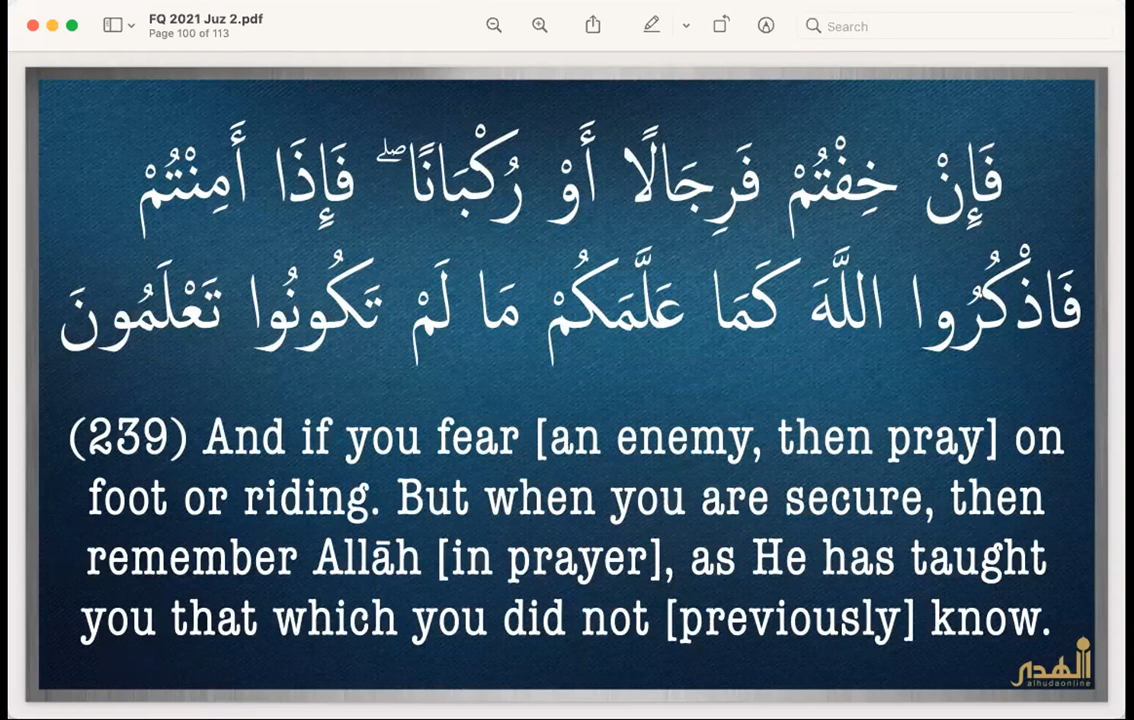 FQ 2021 Juz 2.pdf
Page 100 of 113
Search
فَإِنْ خِفْتُمْ فَرِجَالًا أَوْ رُكْبَانًا ۖ فَإِذَا أَمِنْتُمْ
فَاذْكُرُوا اللَّهَ كَمَا عَلَّمَكُمْ مَا لَمْ تَكُونُوا تَعْلَمُونَ
(239) And if you fear [an enemy, then pray] on
foot or riding. But when you are secure, then
remember Allāh [in prayer], as He has taught
you that which you did not [previously] know.
الهدى
alhudaonline